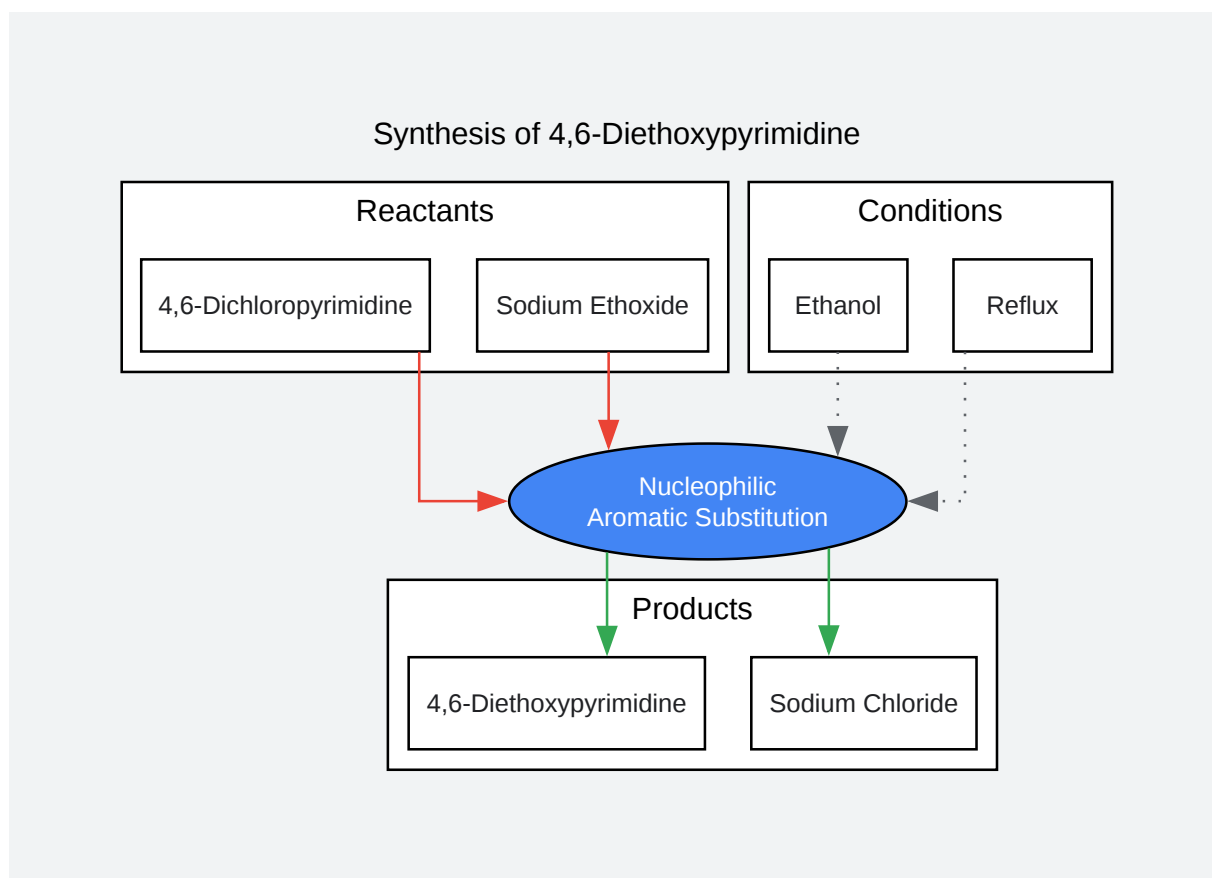 Synthesis of 4,6-Diethoxypyrimidine
Reactants
Conditions
4,6-Dichloropyrimidine
Sodium Ethoxide
Ethanol
Reflux
Nucleophilic
Aromatic Substitution
Products
4,6-Diethoxypyrimidine
Sodium Chloride